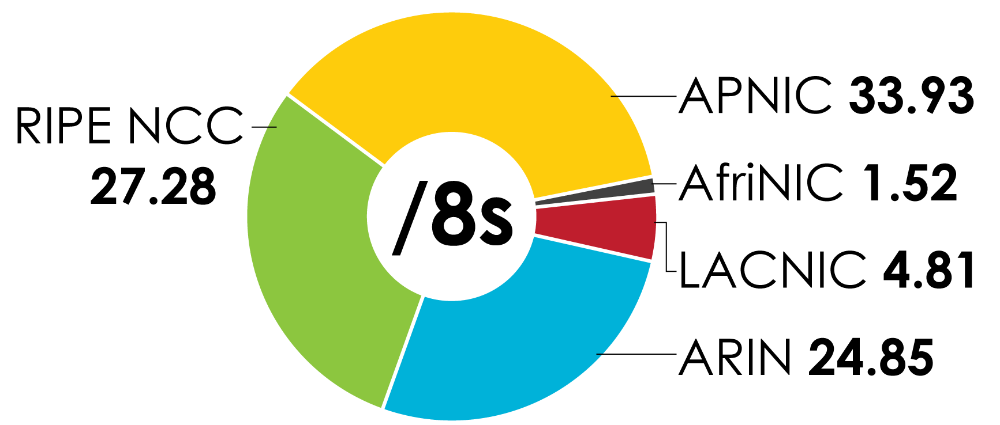 APNIC 33.93
RIPE NCC
27.28
AfriNIC 1.52
/8s
LACNIC 4.81
ARIN 24.85